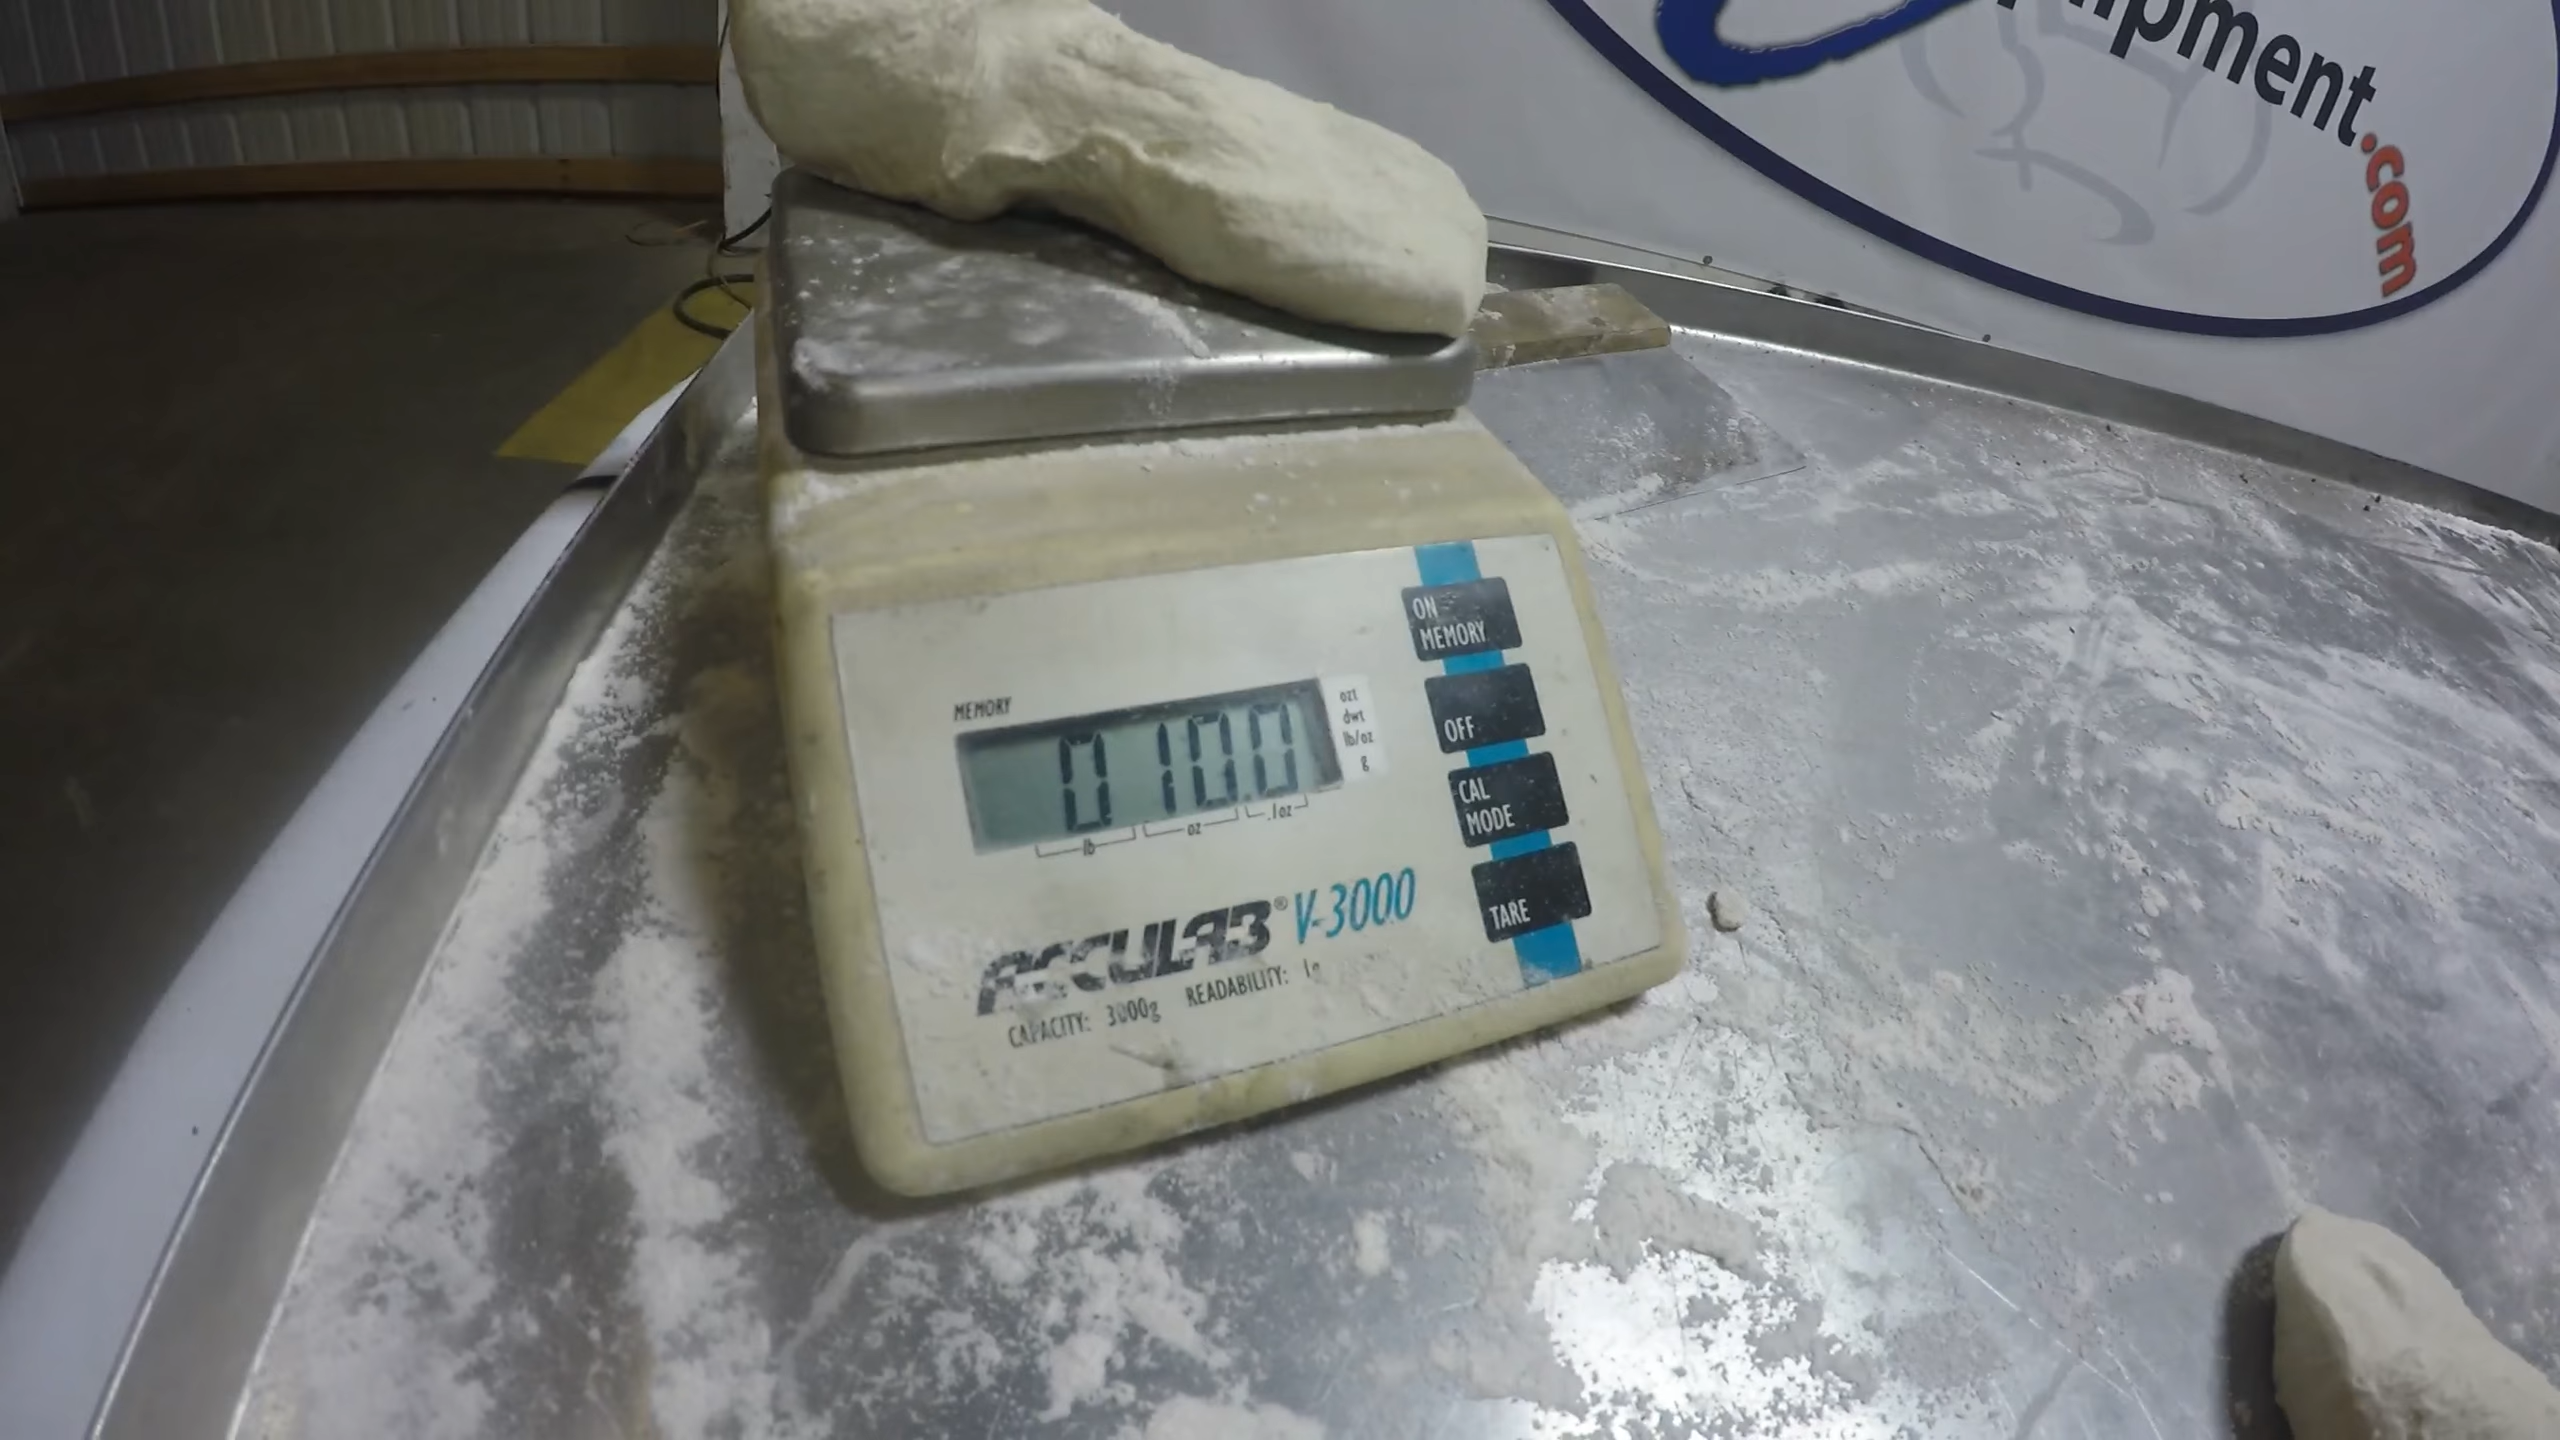 ipment.com
ON
MEMORY
OFF
CAL
MODE
TARE
MEMORY
ozt
dwt
lb/oz
g
0 10.0
lb oz .1oz
ACCULAB® V-3000
CAPACITY: 3000g READABILITY: 1g